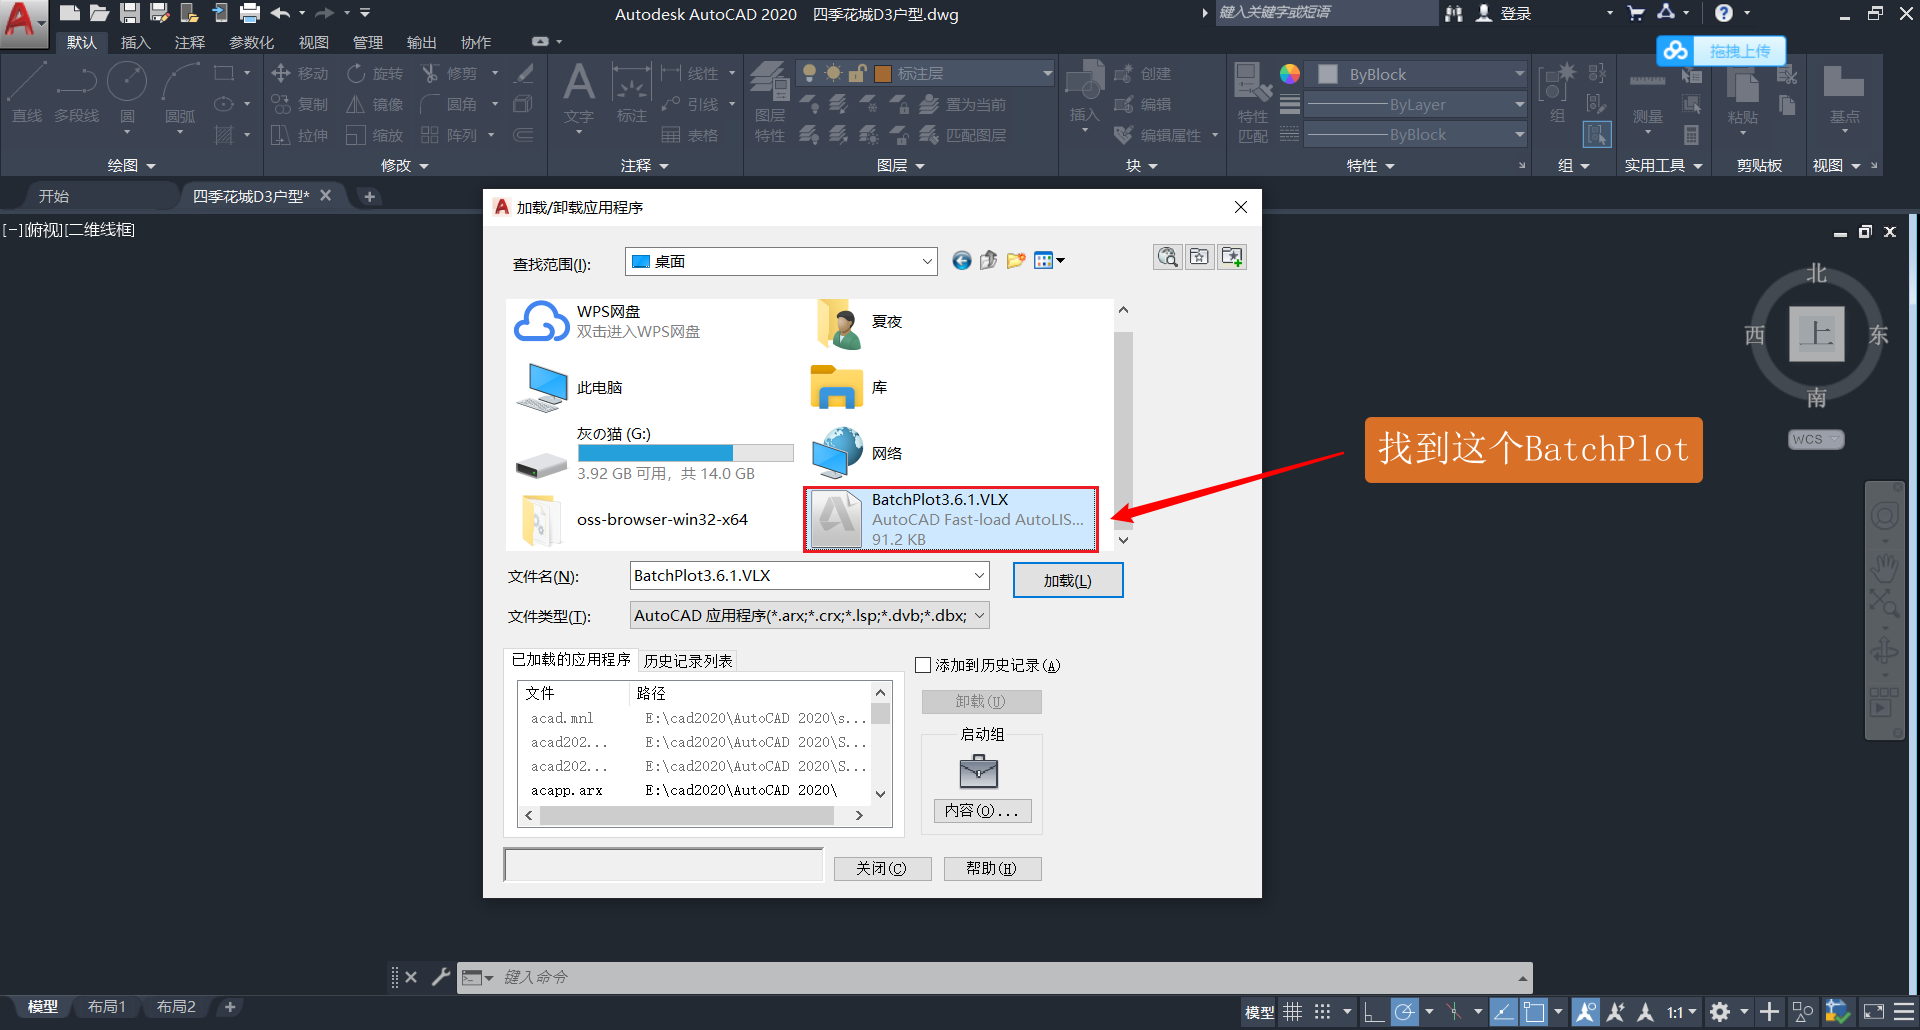 Autodesk AutoCAD 2020 四季花城D3户型.dwg
键入关键字或短语
登录
默认 插入 注释 参数化 视图 管理 输出 协作
拖拽上传
直线 多段线 圆 圆弧
移动 旋转 修剪
复制 镜像 圆角
拉伸 缩放 阵列
文字 标注
线性
引线
表格
图层特性
标注层
置为当前
匹配图层
插入
创建
编辑
编辑属性
特性匹配
ByBlock
ByLayer
ByBlock
组
测量
粘贴
基点
绘图 修改 注释 图层 块 特性 组 实用工具 剪贴板 视图
开始 四季花城D3户型*
[−][俯视][二维线框]
加载/卸载应用程序
查找范围(I): 桌面
WPS网盘
双击进入WPS网盘
夏夜
此电脑
库
灰の猫 (G:)
3.92 GB 可用，共 14.0 GB
网络
oss-browser-win32-x64
BatchPlot3.6.1.VLX
AutoCAD Fast-load AutoLIS...
91.2 KB
文件名(N): BatchPlot3.6.1.VLX
加载(L)
文件类型(T): AutoCAD 应用程序(*.arx;*.crx;*.lsp;*.dvb;*.dbx;
已加载的应用程序 历史记录列表
添加到历史记录(A)
文件 路径
acad.mnl E:\cad2020\AutoCAD 2020\s...
acad202... E:\cad2020\AutoCAD 2020\S...
acad202... E:\cad2020\AutoCAD 2020\S...
acapp.arx E:\cad2020\AutoCAD 2020\
卸载(U)
启动组
内容(O)...
关闭(C) 帮助(H)
找到这个BatchPlot
北
西 上 东
南
WCS
键入命令
模型 布局1 布局2
模型
1:1